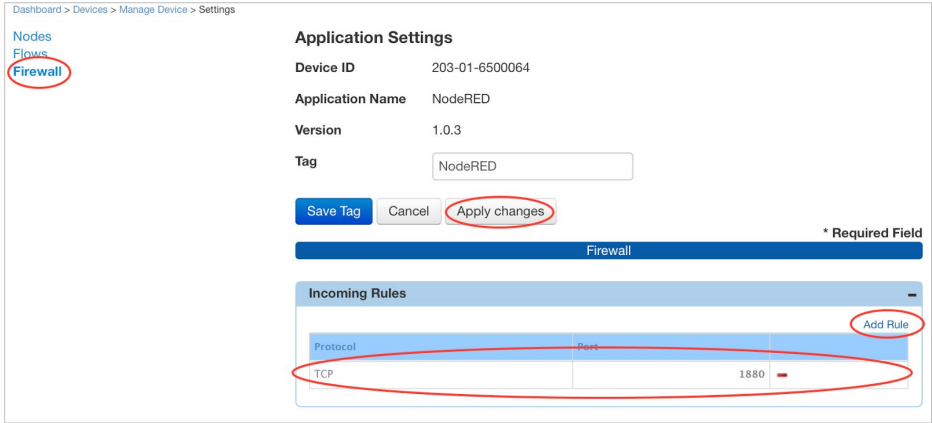 Dashboard > Devices > Manage Device > Settings
Nodes
Flows
Firewall
Application Settings
Device ID 203-01-6500064
Application Name NodeRED
Version 1.0.3
Tag NodeRED
Save Tag Cancel Apply changes
* Required Field
Firewall
Incoming Rules
Add Rule
Protocol Port
TCP 1880